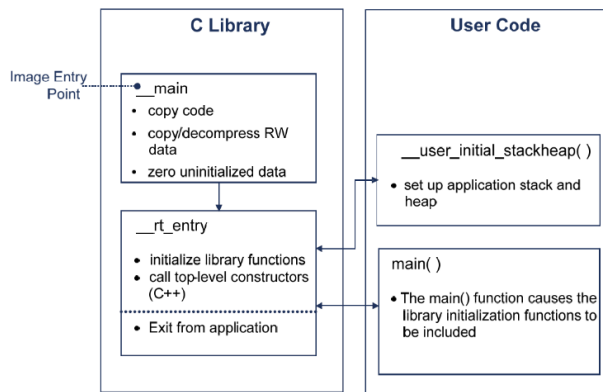 C Library
User Code
Image Entry
Point
__main
• copy code
• copy/decompress RW
data
• zero uninitialized data
__user_initial_stackheap( )
• set up application stack and
heap
__rt_entry
• initialize library functions
• call top-level constructors
(C++)
• Exit from application
main( )
• The main() function causes the
library initialization functions to
be included